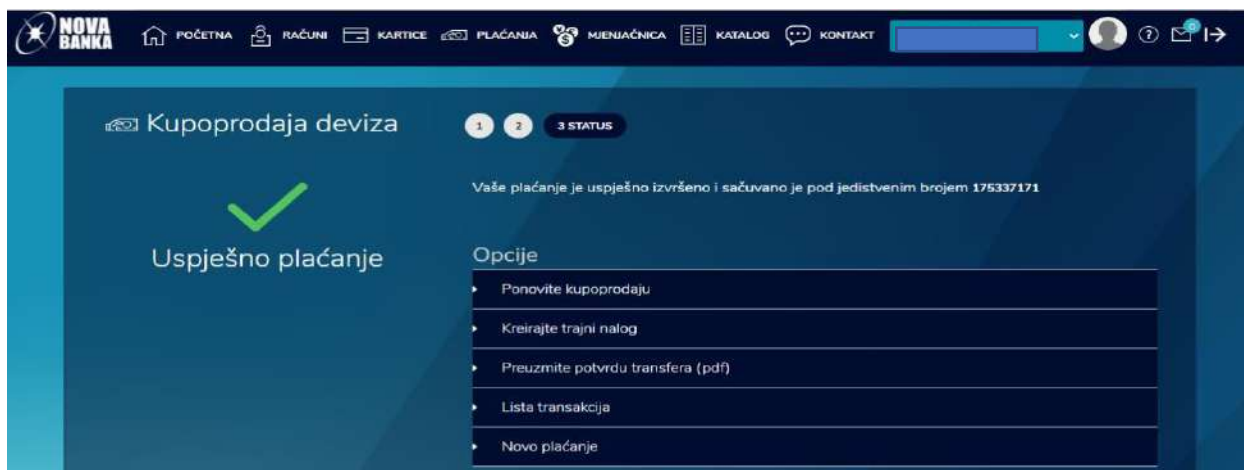 NOVA BANKA
POČETNA RAČUNI KARTICE PLAĆANJA MJENJAČNICA KATALOG KONTAKT
Kupoprodaja deviza
1 2 3 STATUS
Vaše plaćanje je uspješno izvršeno i sačuvano je pod jedistvenim brojem 175337171
Uspješno plaćanje
Opcije
Ponovite kupoprodaju
Kreirajte trajni nalog
Preuzmite potvrdu transfera (pdf)
Lista transakcija
Novo plaćanje